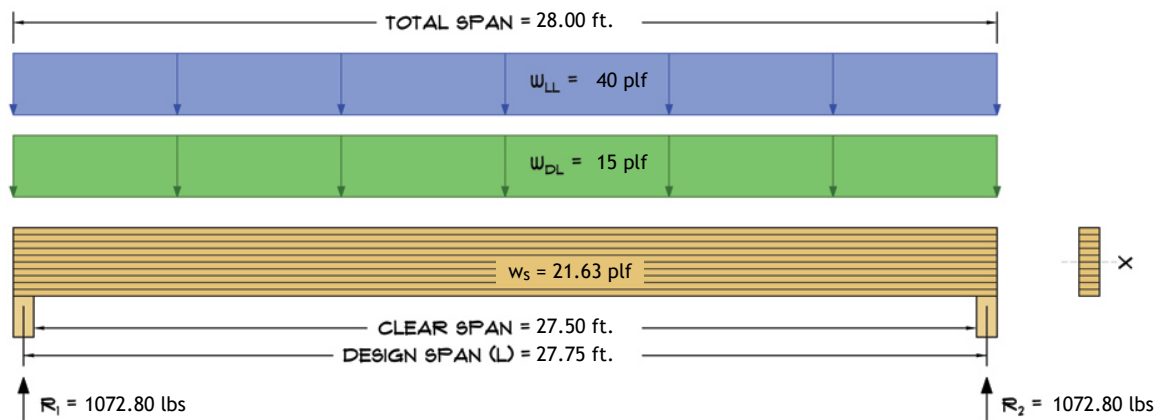 TOTAL SPAN = 28.00 ft.
wLL = 40 plf
wDL = 15 plf
ws = 21.63 plf
X
CLEAR SPAN = 27.50 ft.
DESIGN SPAN (L) = 27.75 ft.
R1 = 1072.80 lbs
R2 = 1072.80 lbs